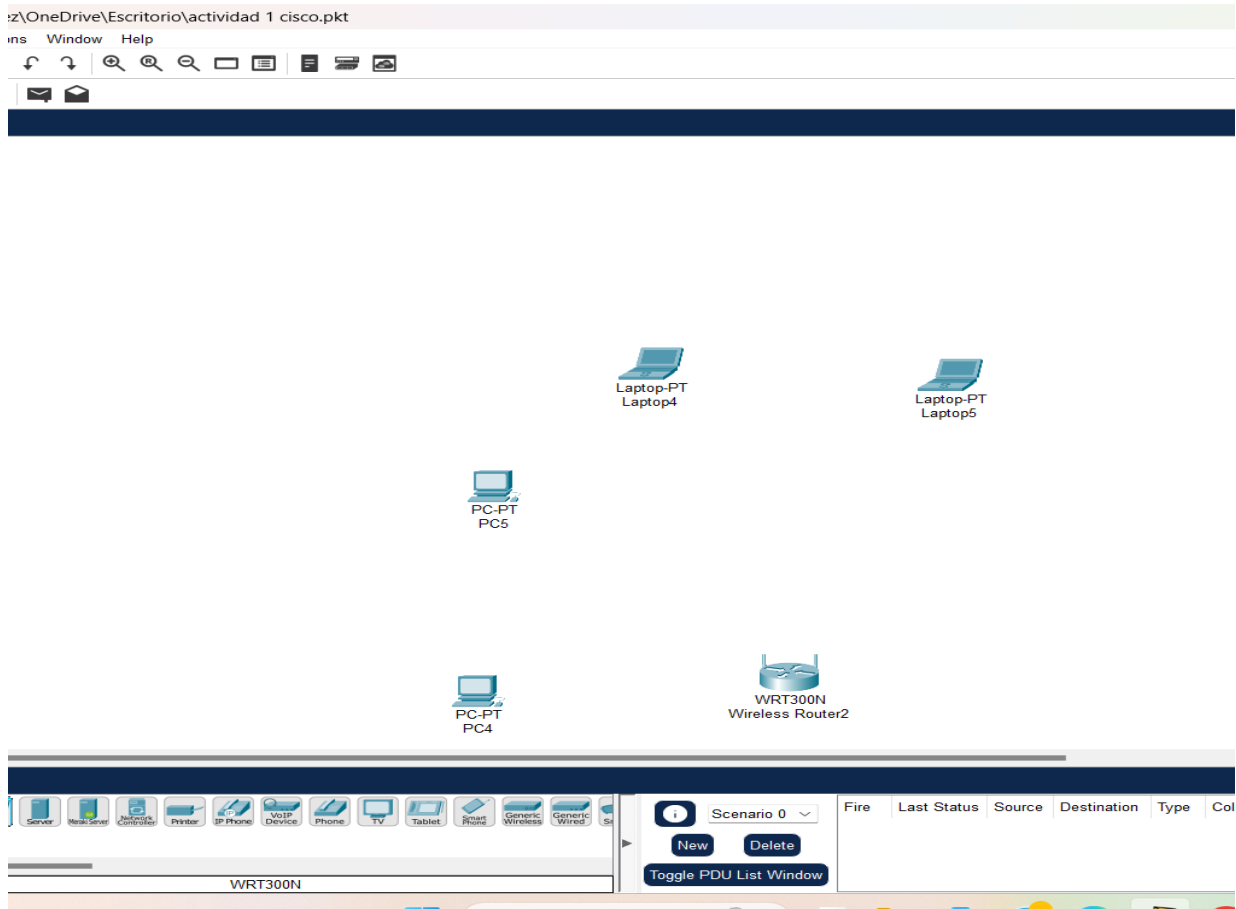 ez\OneDrive\Escritorio\actividad 1 cisco.pkt
ons Window Help
Laptop-PT
Laptop4
Laptop-PT
Laptop5
PC-PT
PC5
WRT300N
Wireless Router2
PC-PT
PC4
Server
Meraki Server
Network Controller
Printer
IP Phone
VoIP Device
Phone
TV
Tablet
Smart Phone
Generic Wireless
Generic Wired
WRT300N
Scenario 0
New Delete
Toggle PDU List Window
Fire Last Status Source Destination Type Col